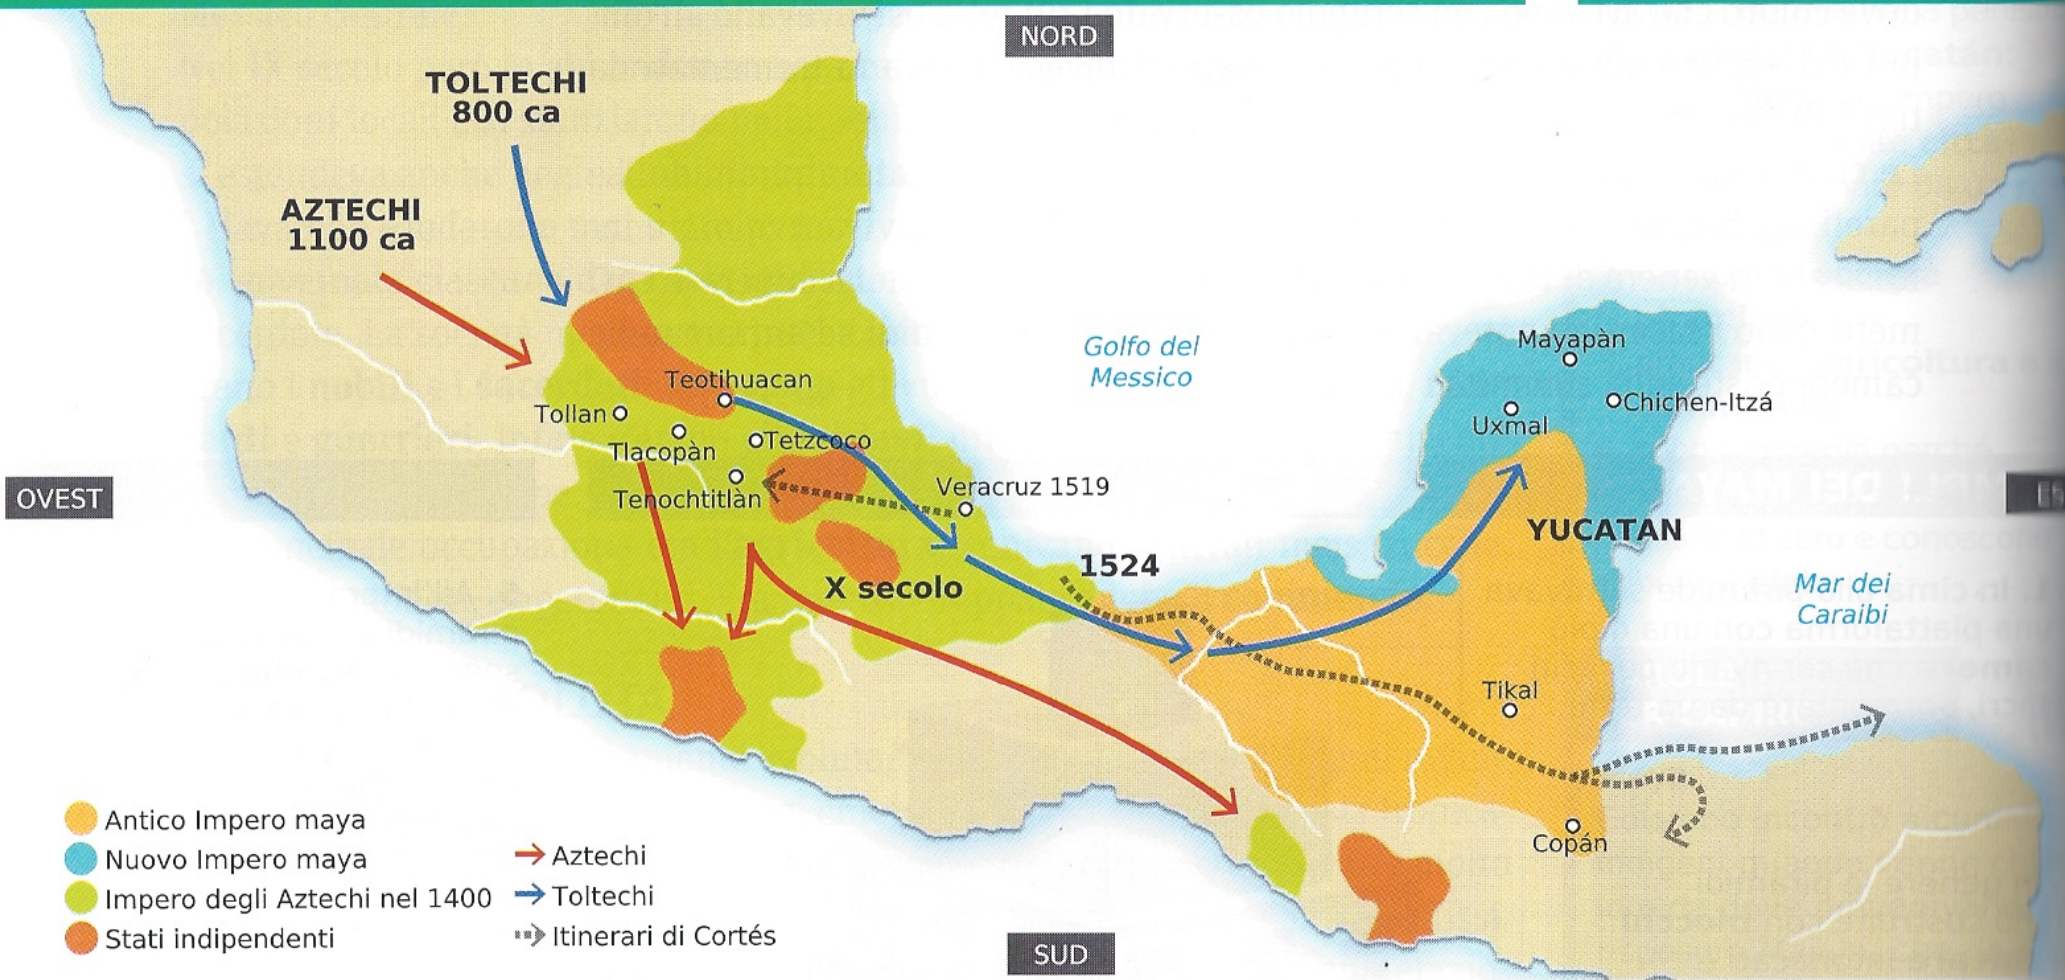 NORD
TOLTECHI
800 ca
AZTECHI
1100 ca
Golfo del
Messico
Mayapàn
Chichen-Itzá
Uxmal
Teotihuacan
Tollan
Tlacopàn
Tetzcoco
Tenochtitlàn
Veracruz 1519
OVEST
YUCATAN
1524
X secolo
Mar dei
Caraibi
Tikal
Copán
Antico Impero maya
Nuovo Impero maya
Impero degli Aztechi nel 1400
Stati indipendenti
Aztechi
Toltechi
Itinerari di Cortés
SUD